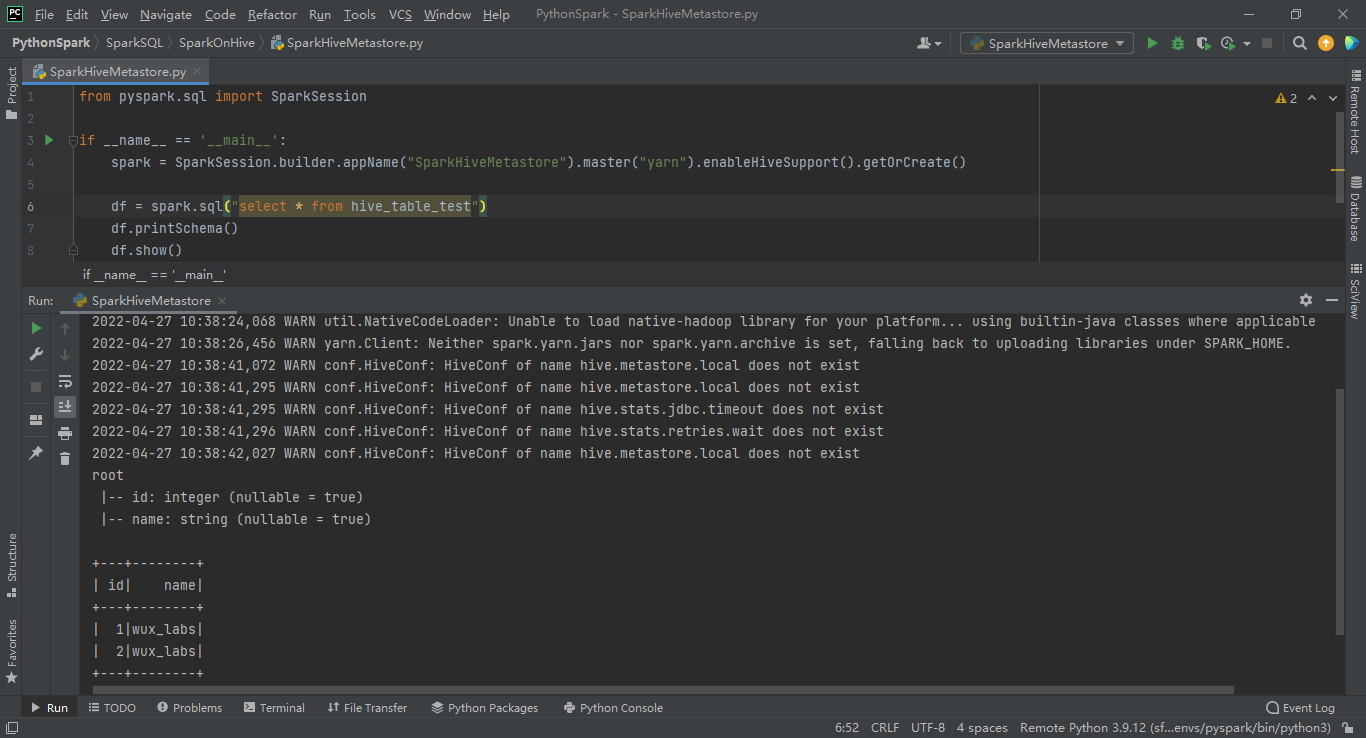 PC File Edit View Navigate Code Refactor Run Tools VCS Window Help PythonSpark - SparkHiveMetastore.py
PythonSpark SparkSQL SparkOnHive SparkHiveMetastore.py SparkHiveMetastore
Project
SparkHiveMetastore.py
1 from pyspark.sql import SparkSession
2
3 if __name__ == '__main__':
4 spark = SparkSession.builder.appName("SparkHiveMetastore").master("yarn").enableHiveSupport().getOrCreate()
5
6 df = spark.sql("select * from hive_table_test")
7 df.printSchema()
8 df.show()
2
if __name__ == '__main__'
Remote Host
Database
SciView
Run: SparkHiveMetastore
2022-04-27 10:38:24,068 WARN util.NativeCodeLoader: Unable to load native-hadoop library for your platform... using builtin-java classes where applicable
2022-04-27 10:38:26,456 WARN yarn.Client: Neither spark.yarn.jars nor spark.yarn.archive is set, falling back to uploading libraries under SPARK_HOME.
2022-04-27 10:38:41,072 WARN conf.HiveConf: HiveConf of name hive.metastore.local does not exist
2022-04-27 10:38:41,295 WARN conf.HiveConf: HiveConf of name hive.metastore.local does not exist
2022-04-27 10:38:41,295 WARN conf.HiveConf: HiveConf of name hive.stats.jdbc.timeout does not exist
2022-04-27 10:38:41,296 WARN conf.HiveConf: HiveConf of name hive.stats.retries.wait does not exist
2022-04-27 10:38:42,027 WARN conf.HiveConf: HiveConf of name hive.metastore.local does not exist
root
 |-- id: integer (nullable = true)
 |-- name: string (nullable = true)

+---+--------+
| id|    name|
+---+--------+
|  1|wux_labs|
|  2|wux_labs|
+---+--------+
Structure
Favorites
Run TODO Problems Terminal File Transfer Python Packages Python Console Event Log
6:52 CRLF UTF-8 4 spaces Remote Python 3.9.12 (sf...envs/pyspark/bin/python3)